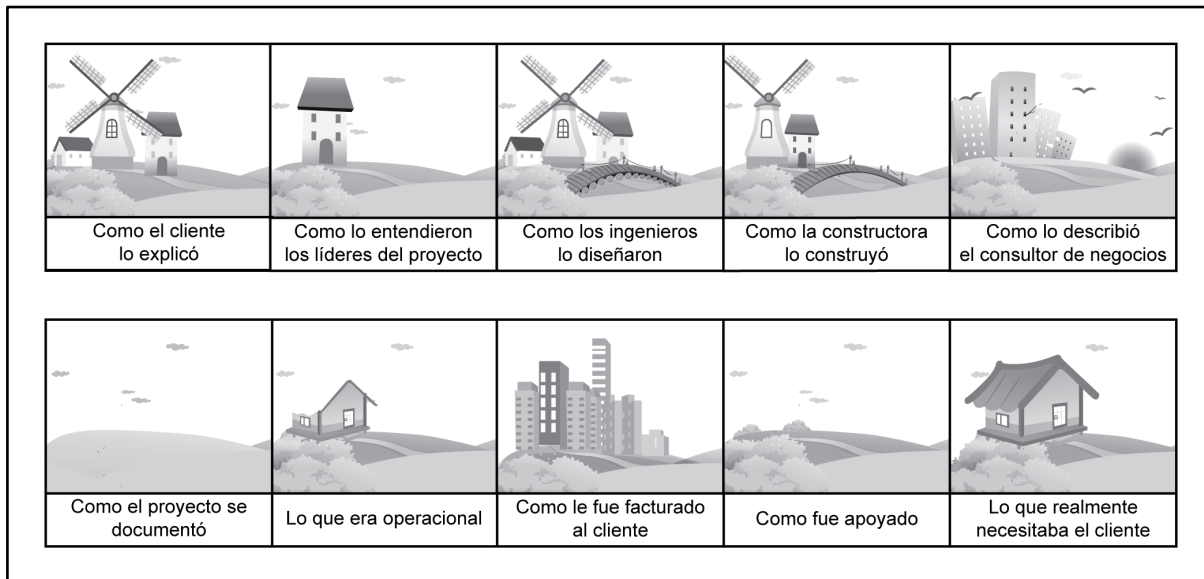 Como el cliente
lo explicó
Como lo entendieron
los líderes del proyecto
Como los ingenieros
lo diseñaron
Como la constructora
lo construyó
Como lo describió
el consultor de negocios
Como el proyecto se
documentó
Lo que era operacional
Como le fue facturado
al cliente
Como fue apoyado
Lo que realmente
necesitaba el cliente